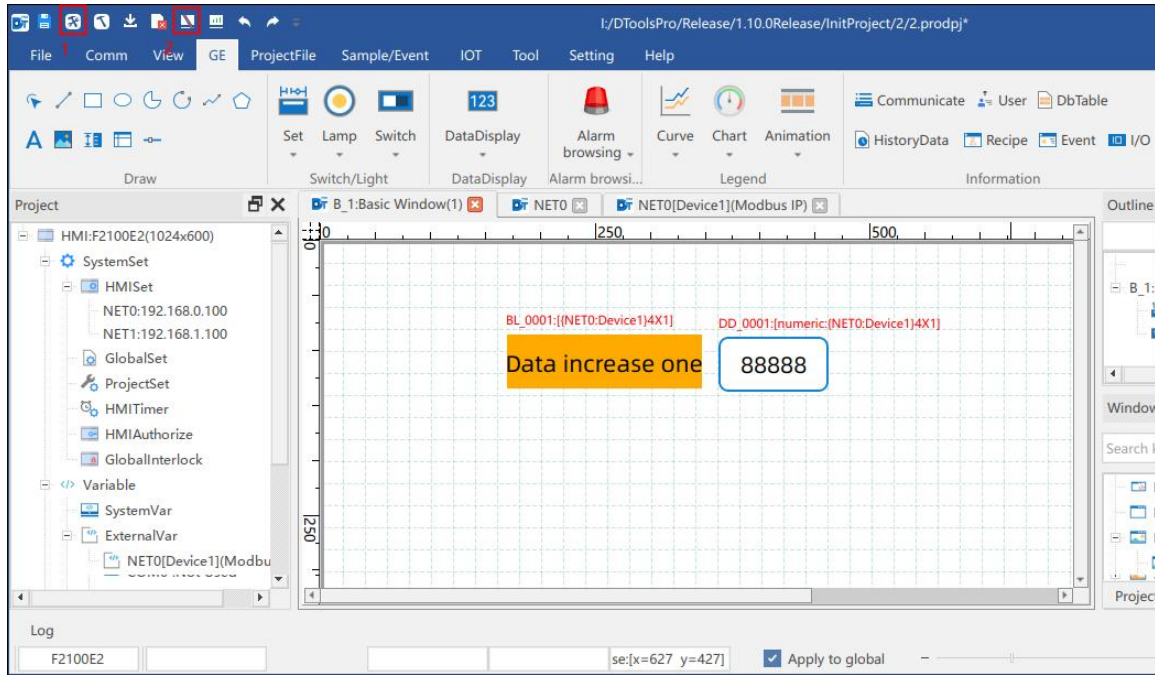 I:/DToolsPro/Release/1.10.0Release/InitProject/2/2.prodpj*
1
2
File Comm View GE ProjectFile Sample/Event IOT Tool Setting Help
123
Communicate User DbTable
Set Lamp Switch DataDisplay Alarm browsing Curve Chart Animation
HistoryData Recipe Event I/O
Draw Switch/Light DataDisplay Alarm browsi... Legend Information
Project
B_1:Basic Window(1) NET0 NET0[Device1](Modbus IP)
Outline
HMI:F2100E2(1024x600)
0 250 500
0
SystemSet
HMISet
B_1:
NET0:192.168.0.100
BL_0001:[{NET0:Device1}4X1] DD_0001:[numeric:{NET0:Device1}4X1]
NET1:192.168.1.100
GlobalSet
Data increase one 88888
ProjectSet
HMITimer
Window
HMIAuthorize
Search
GlobalInterlock
Variable
SystemVar
250
ExternalVar
NET0[Device1](Modbu
Project
Log
F2100E2 se:[x=627 y=427] Apply to global